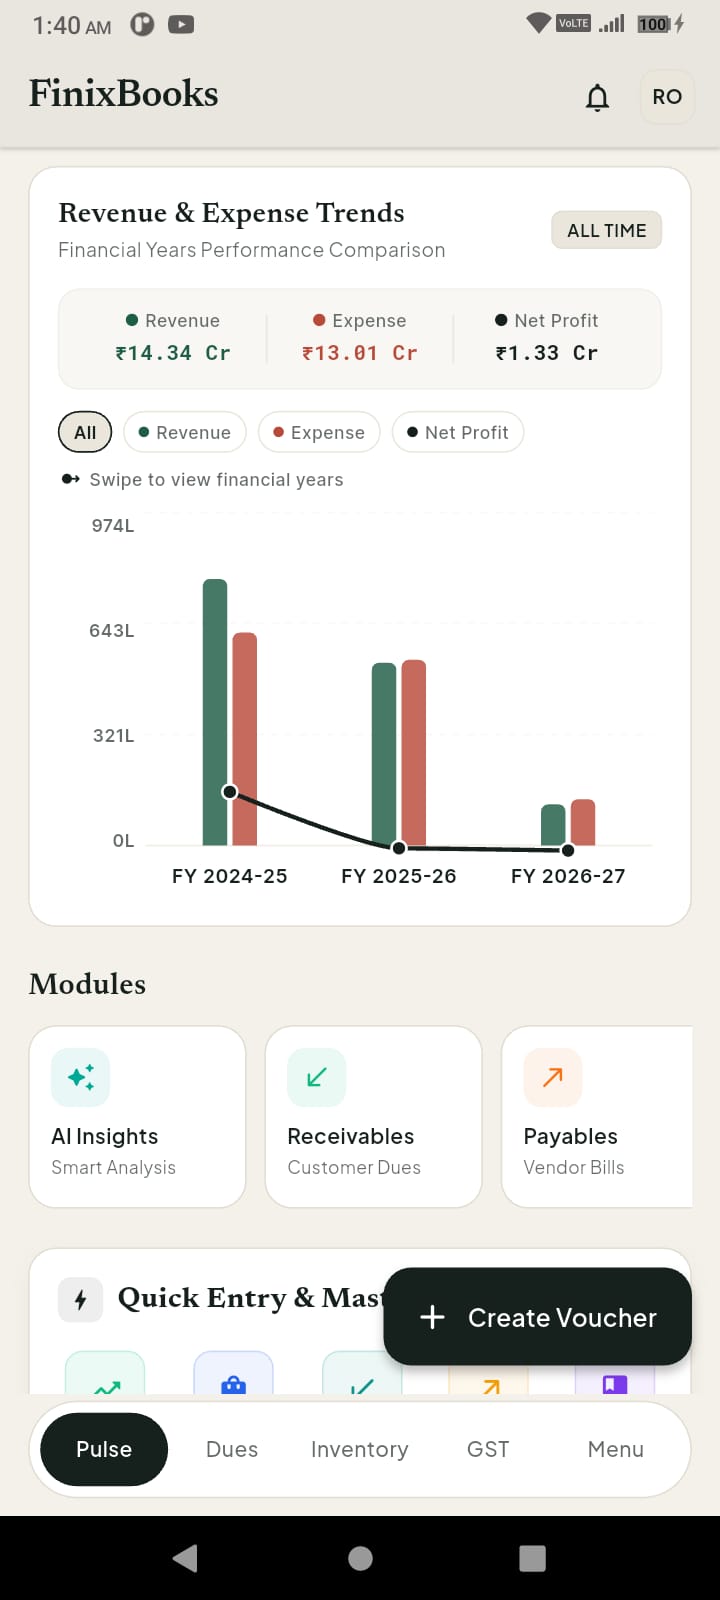 1:40 AM
VoLTE
100
FinixBooks
RO
Revenue & Expense Trends
Financial Years Performance Comparison
ALL TIME
Revenue
Expense
Net Profit
₹14.34 Cr
₹13.01 Cr
₹1.33 Cr
All
Revenue
Expense
Net Profit
Swipe to view financial years
974L
643L
321L
0L
FY 2024-25
FY 2025-26
FY 2026-27
Modules
AI Insights
Smart Analysis
Receivables
Customer Dues
Payables
Vendor Bills
Quick Entry & Mast
Create Voucher
Pulse
Dues
Inventory
GST
Menu